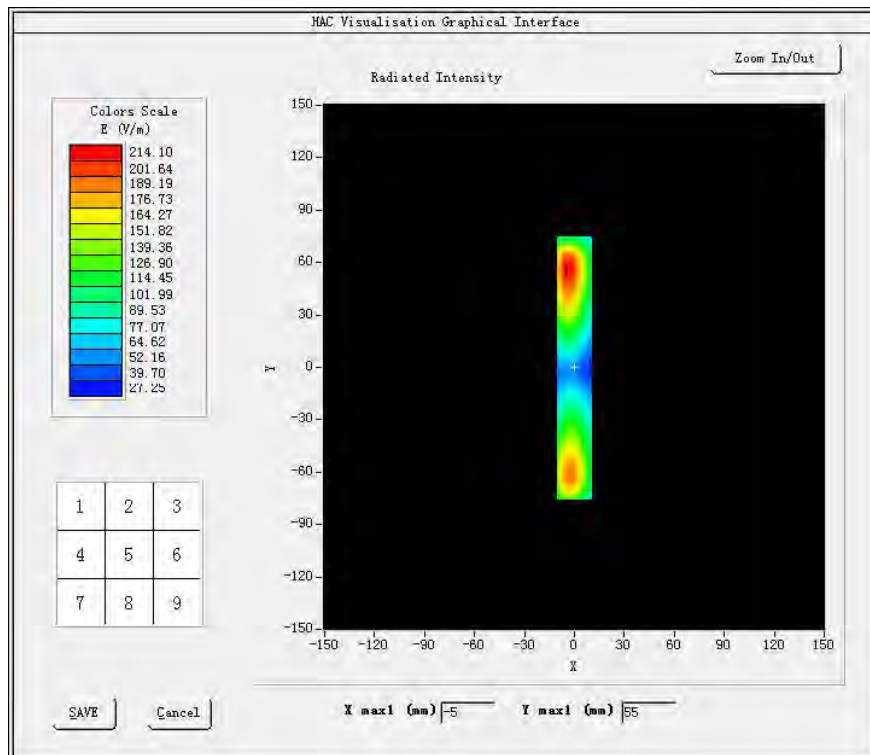 HAC Visualisation Graphical Interface
Zoom In/Out
Radiated Intensity
Colors Scale
E (V/m)
214.10
201.64
189.19
176.73
164.27
151.82
139.36
126.90
114.45
101.99
89.53
77.07
64.62
52.16
39.70
27.25
1 2 3
4 5 6
7 8 9
150
120
90
60
30
0
-30
-60
-90
-120
-150
Y
-150 -120 -90 -60 -30 0 30 60 90 120 150
X
SAVE
Cancel
X max1 (mm) -5 Y max1 (mm) 55